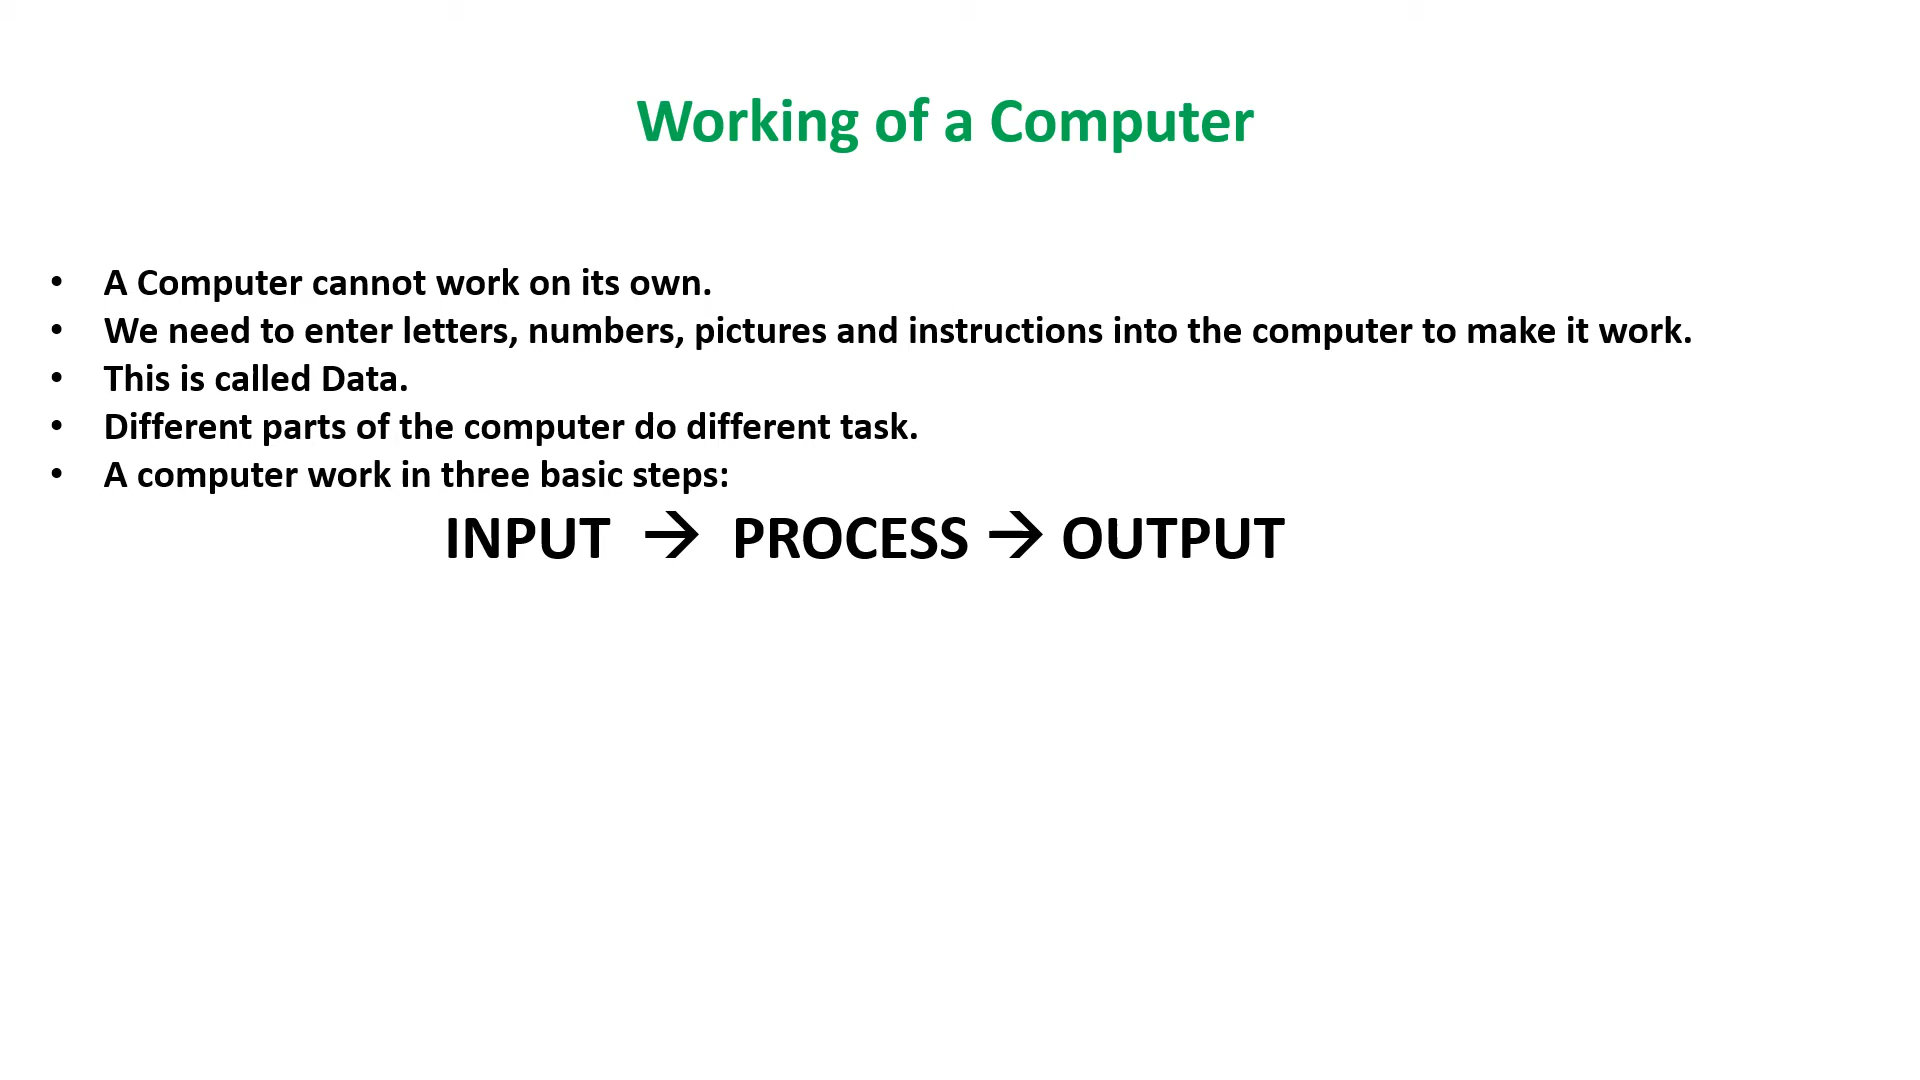 Working of a Computer
• A Computer cannot work on its own.
• We need to enter letters, numbers, pictures and instructions into the computer to make it work.
• This is called Data.
• Different parts of the computer do different task.
• A computer work in three basic steps:
INPUT → PROCESS → OUTPUT